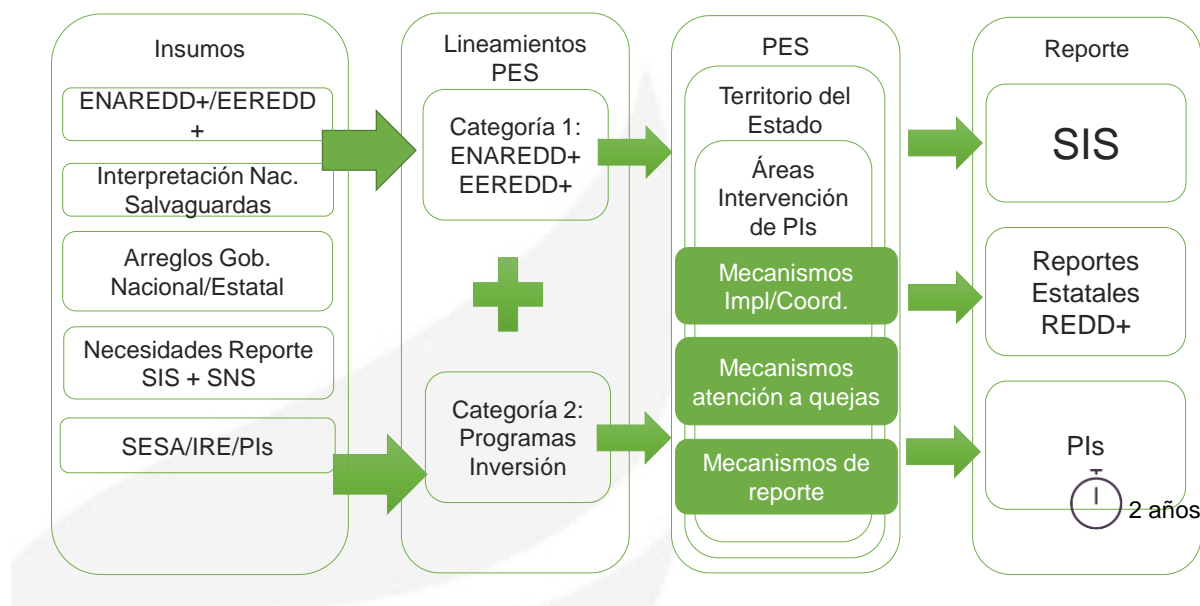 Insumos
ENAREDD+/EEREDD
+
Interpretación Nac.
Salvaguardas
Arreglos Gob.
Nacional/Estatal
Necesidades Reporte
SIS + SNS
SESA/IRE/PIs
Lineamientos
PES
Categoría 1:
ENAREDD+
EEREDD+
Categoría 2:
Programas
Inversión
PES
Territorio del
Estado
Áreas
Intervención
de PIs
Mecanismos
Impl/Coord.
Mecanismos
atención a quejas
Mecanismos de
reporte
Reporte
SIS
Reportes
Estatales
REDD+
PIs
2 años